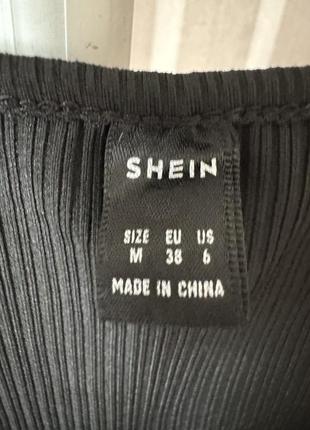 SHEIN
SIZE EU US
M 38 6
MADE IN CHINA